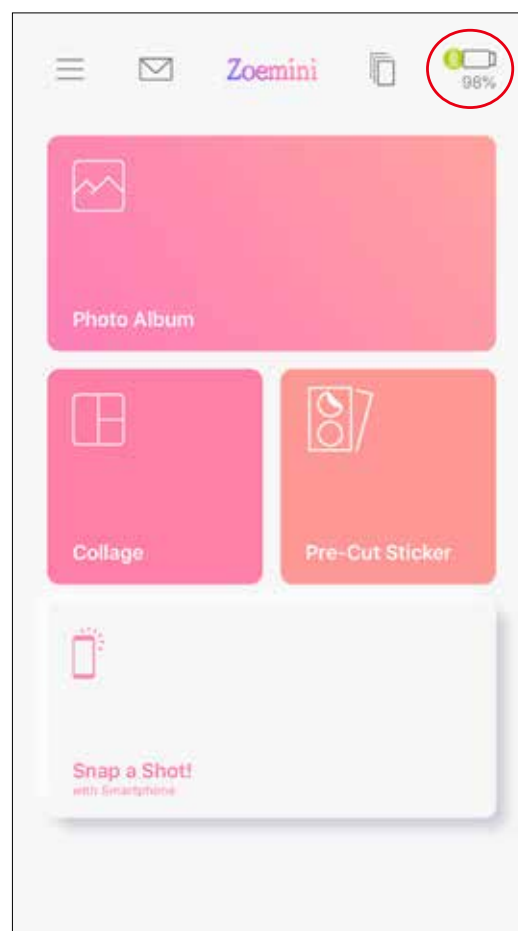 Zoemini
98%
Photo Album
Collage
Pre-Cut Sticker
Snap a Shot!
with Smartphone